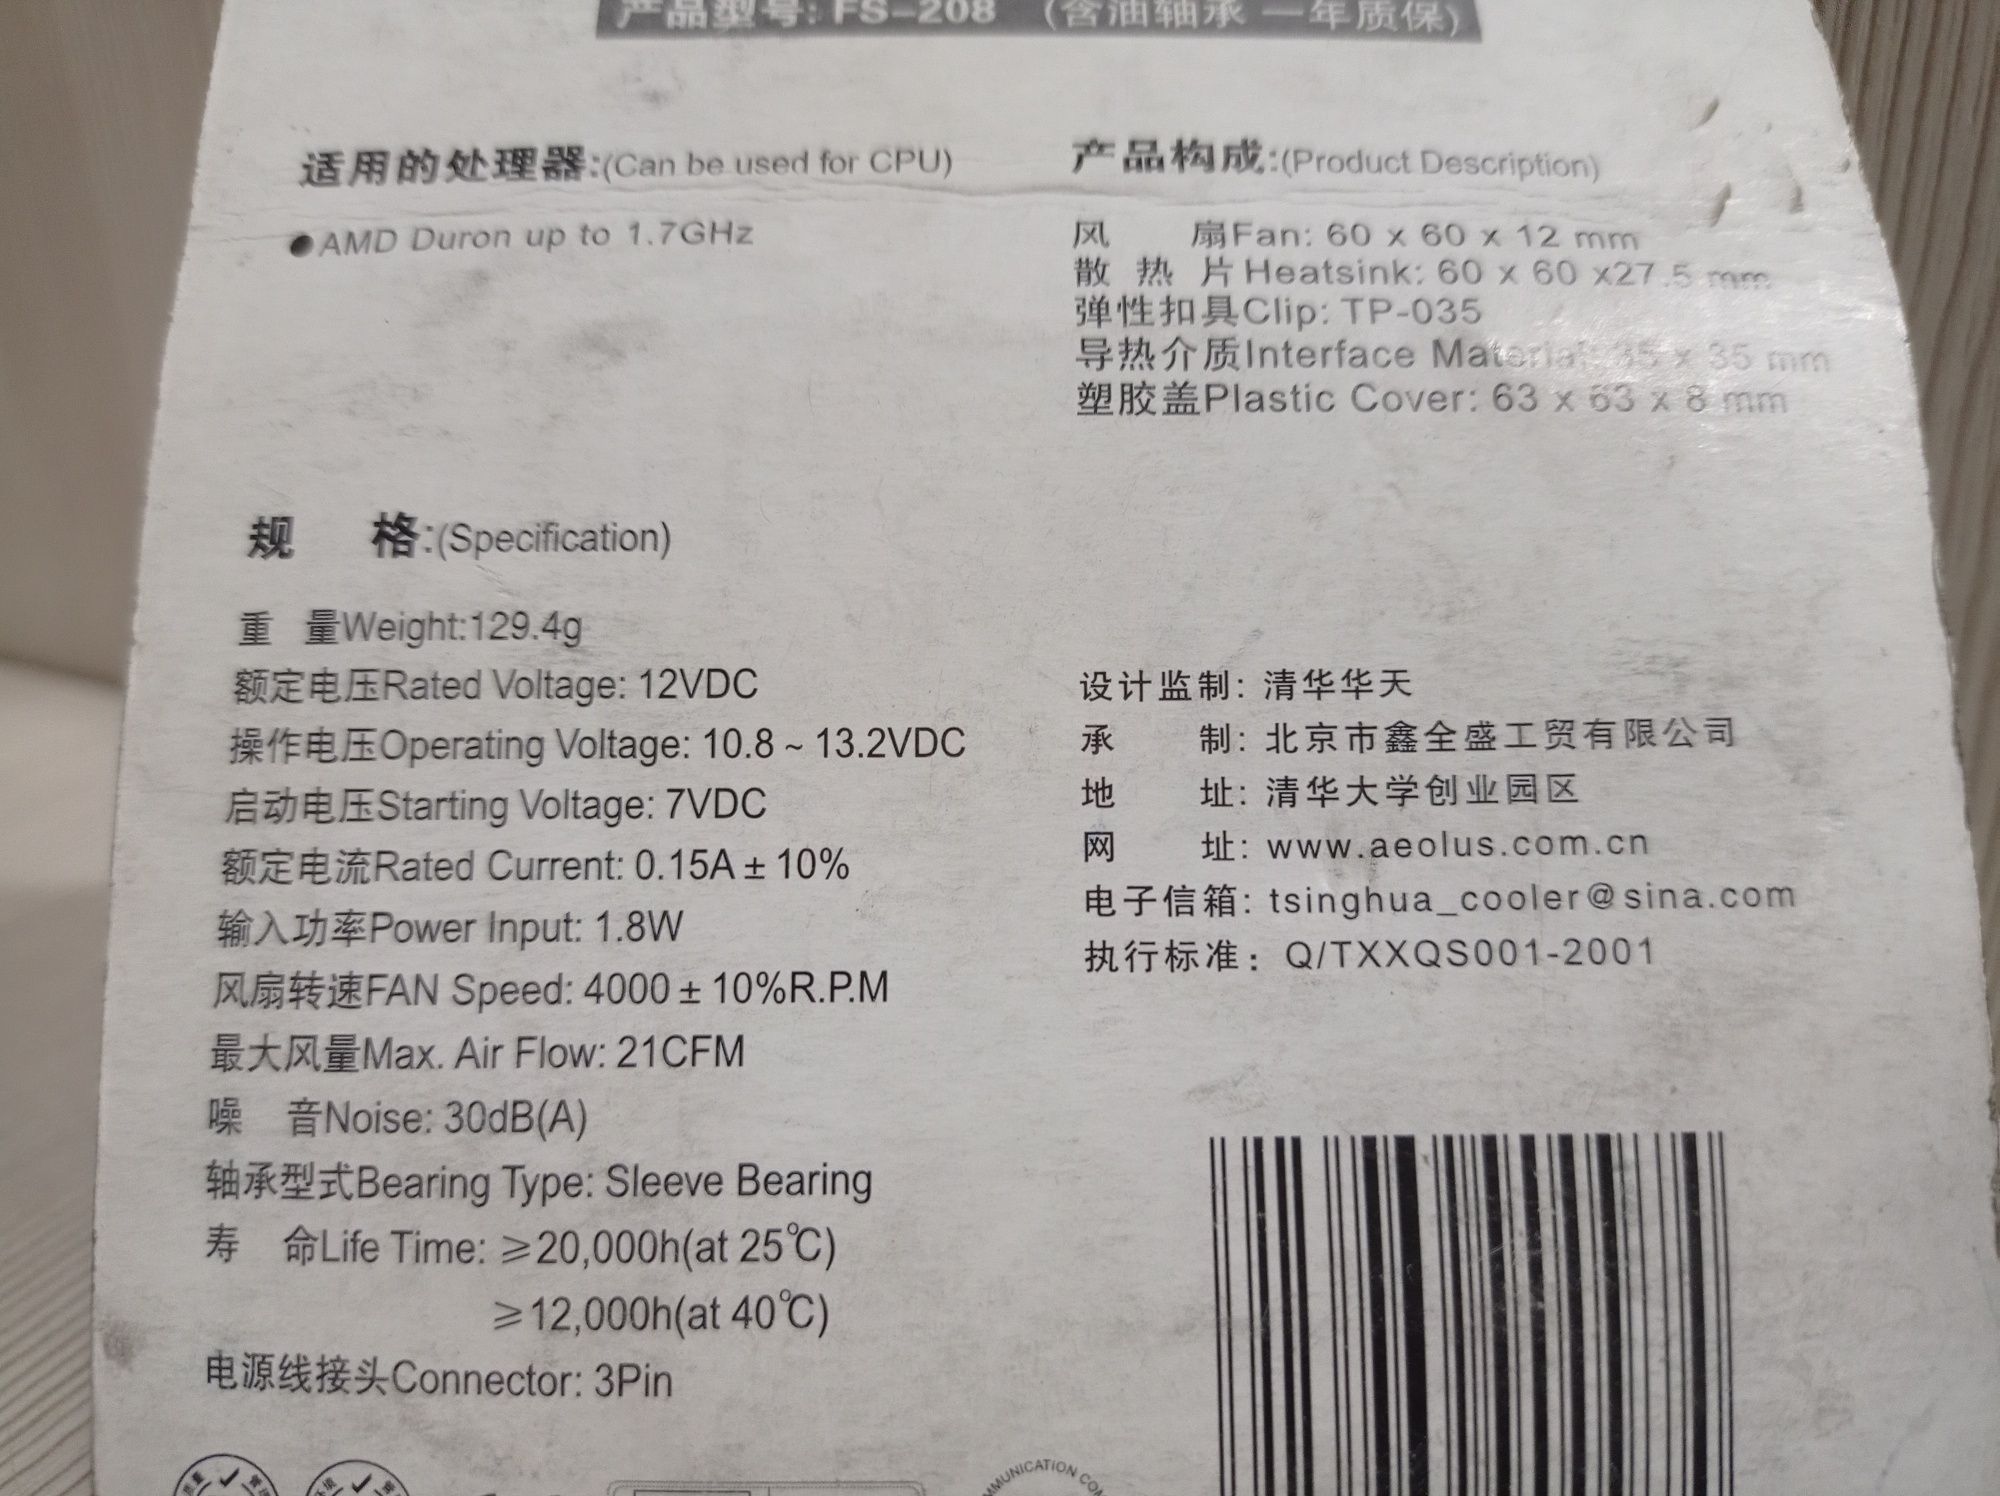 产品型号: FS-208 (含油轴承 一年质保)
适用的处理器:(Can be used for CPU)
●AMD Duron up to 1.7GHz
产品构成:(Product Description)
风 扇Fan: 60 x 60 x 12 mm
散 热 片Heatsink: 60 x 60 x27.5 mm
弹性扣具Clip: TP-035
导热介质Interface Material: 35 x 35 mm
塑胶盖Plastic Cover: 63 x 63 x 8 mm
规 格:(Specification)
重 量Weight:129.4g
额定电压Rated Voltage: 12VDC
操作电压Operating Voltage: 10.8 ~ 13.2VDC
启动电压Starting Voltage: 7VDC
额定电流Rated Current: 0.15A ± 10%
输入功率Power Input: 1.8W
风扇转速FAN Speed: 4000 ± 10%R.P.M
最大风量Max. Air Flow: 21CFM
噪 音Noise: 30dB(A)
轴承型式Bearing Type: Sleeve Bearing
寿 命Life Time: ≥20,000h(at 25℃)
≥12,000h(at 40℃)
电源线接头Connector: 3Pin
设计监制: 清华华天
承 制: 北京市鑫全盛工贸有限公司
地 址: 清华大学创业园区
网 址: www.aeolus.com.cn
电子信箱: tsinghua_cooler@sina.com
执行标准: Q/TXXQS001-2001